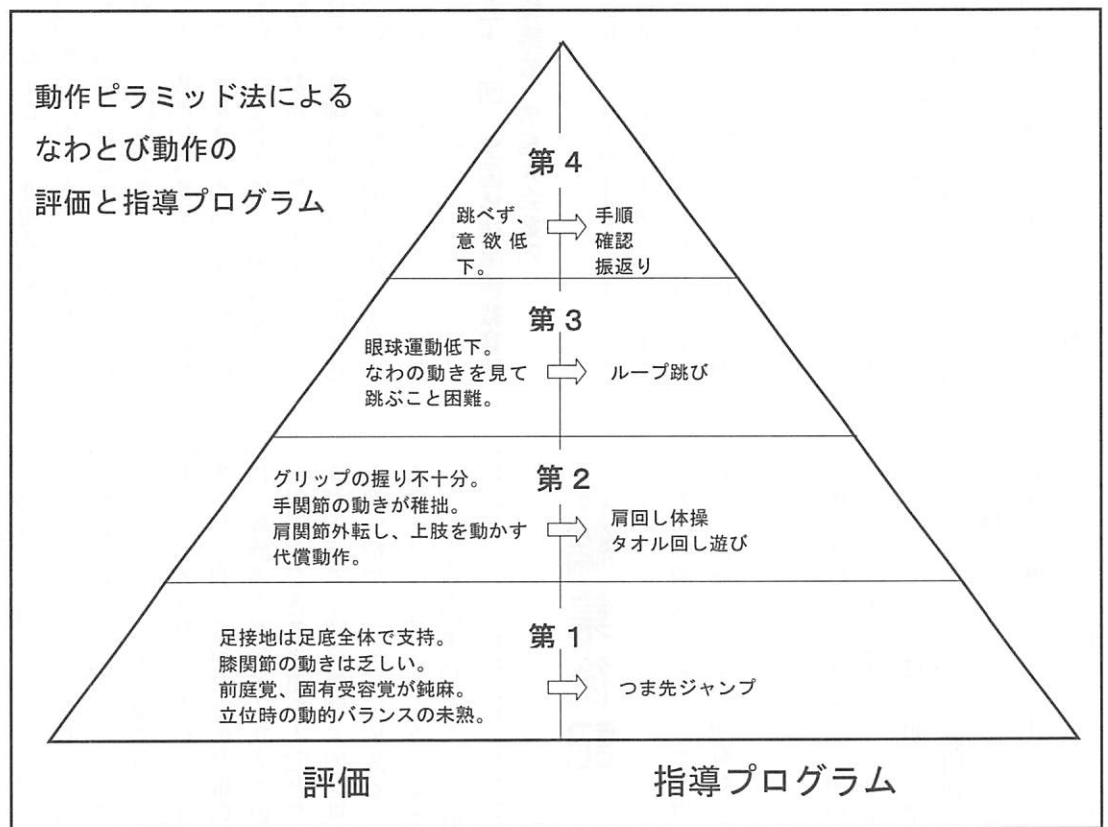 動作ピラミッド法による
なわとび動作の
評価と指導プログラム
第4
跳べず、
意欲低
下。
手順
確認
振返り
第3
眼球運動低下。
なわの動きを見て
跳ぶこと困難。
ループ跳び
第2
グリップの握り不十分。
手関節の動きが稚拙。
肩関節外転し、上肢を動かす
代償動作。
肩回し体操
タオル回し遊び
第1
足接地は足底全体で支持。
膝関節の動きは乏しい。
前庭覚、固有受容覚が鈍麻。
立位時の動的バランスの未熟。
つま先ジャンプ
評価
指導プログラム